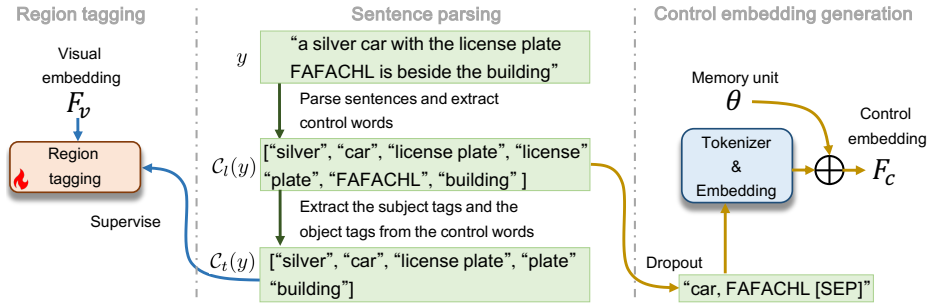 Region tagging
Sentence parsing
Control embedding generation
Visual
embedding
F_v
Region
tagging
Supervise
y
“a silver car with the license plate
FAFACHL is beside the building”
Parse sentences and extract
control words
C_l(y)
[“silver”, “car”, “license plate”, “license”
“plate”, “FAFACHL”, “building” ]
Extract the subject tags and the
object tags from the control words
C_t(y)
[“silver”, “car”, “license plate”, “plate”
“building”]
Memory unit
θ
Tokenizer
&
Embedding
Control
embedding
F_c
Dropout
“car, FAFACHL [SEP]”